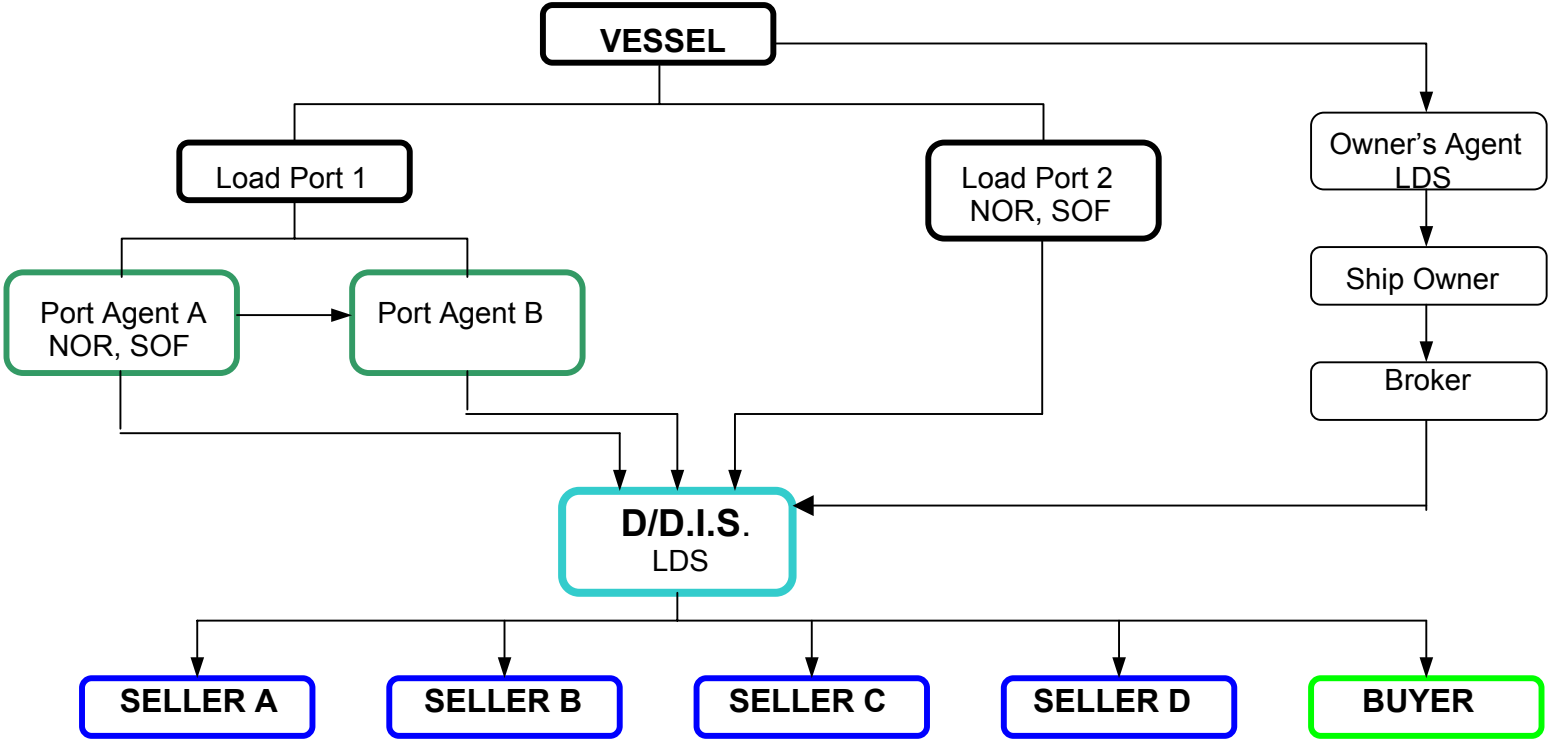 VESSEL
Owner’s Agent
LDS
Load Port 1
Load Port 2
NOR, SOF
Ship Owner
Port Agent A
NOR, SOF
Port Agent B
Broker
D/D.I.S.
LDS
SELLER A
SELLER B
SELLER C
SELLER D
BUYER